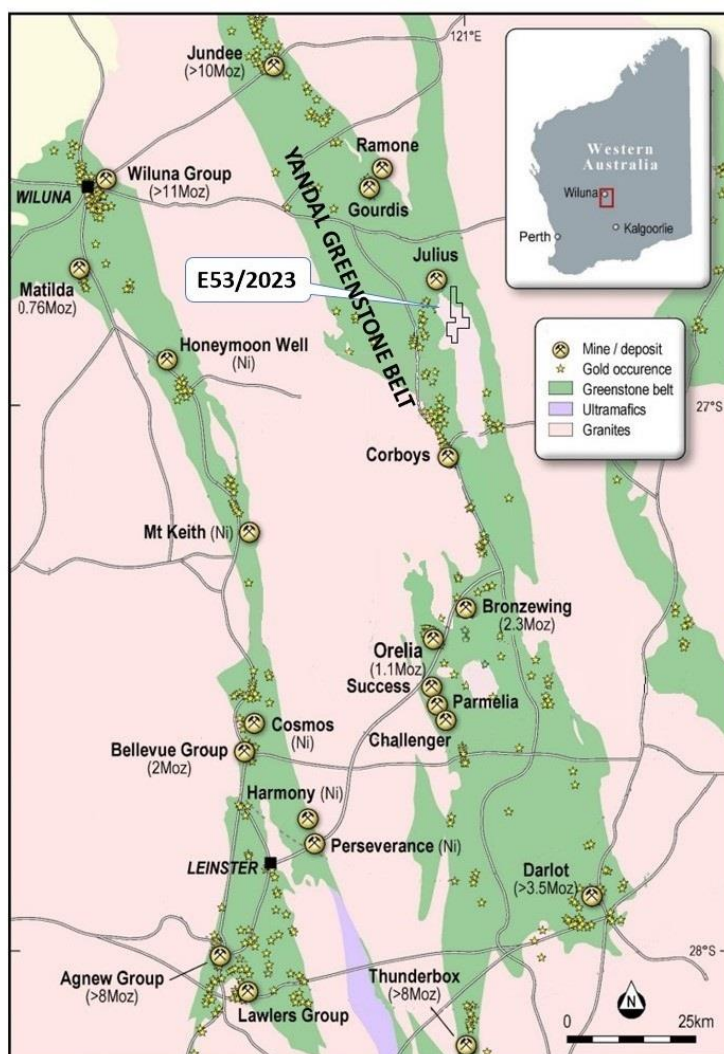 121°E
Jundee
(>10Moz)
Ramone
Gourdis
Wiluna Group
(>11Moz)
WILUNA
YANDAL GREENSTONE BELT
Julius
E53/2023
Matilda
0.76Moz)
Honeymoon Well
(Ni)
27°S
Corboys
Mt Keith (Ni)
Bronzewing
(2.3Moz)
Orelia
(1.1Moz)
Success
Parmelia
Challenger
Cosmos
(Ni)
Bellevue Group
(2Moz)
Harmony (Ni)
Perseverance (Ni)
LEINSTER
Darlot
(>3.5Moz)
28°S
Agnew Group
(>8Moz)
Lawlers Group
Thunderbox
(>8Moz)
N
0 25km
Western
Australia
Wiluna
Kalgoorlie
Perth
Mine / deposit
Gold occurence
Greenstone belt
Ultramafics
Granites